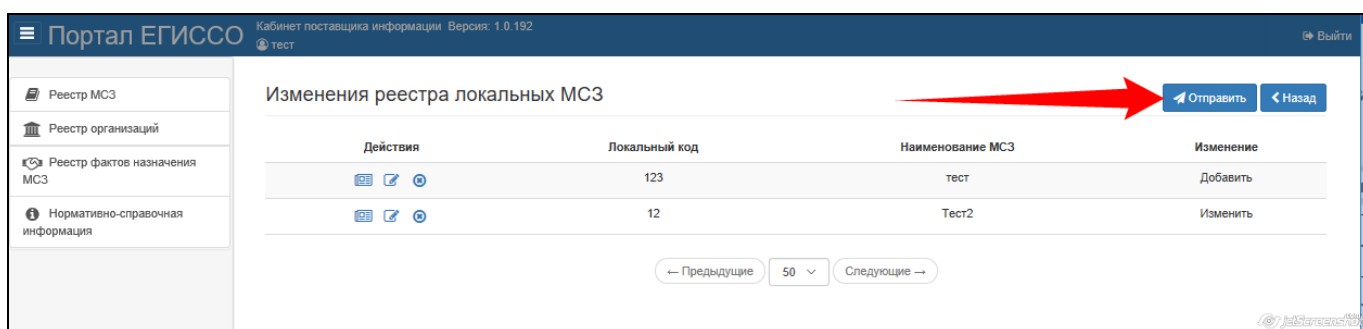 Портал ЕГИССО
Кабинет поставщика информации Версия: 1.0.192
тест
Выйти
Реестр МСЗ
Реестр организаций
Реестр фактов назначения
МСЗ
Нормативно-справочная
информация
Изменения реестра локальных МСЗ
Отправить
Назад
Действия Локальный код Наименование МСЗ Изменение
123 тест Добавить
12 Тест2 Изменить
← Предыдущие 50 Следующие →